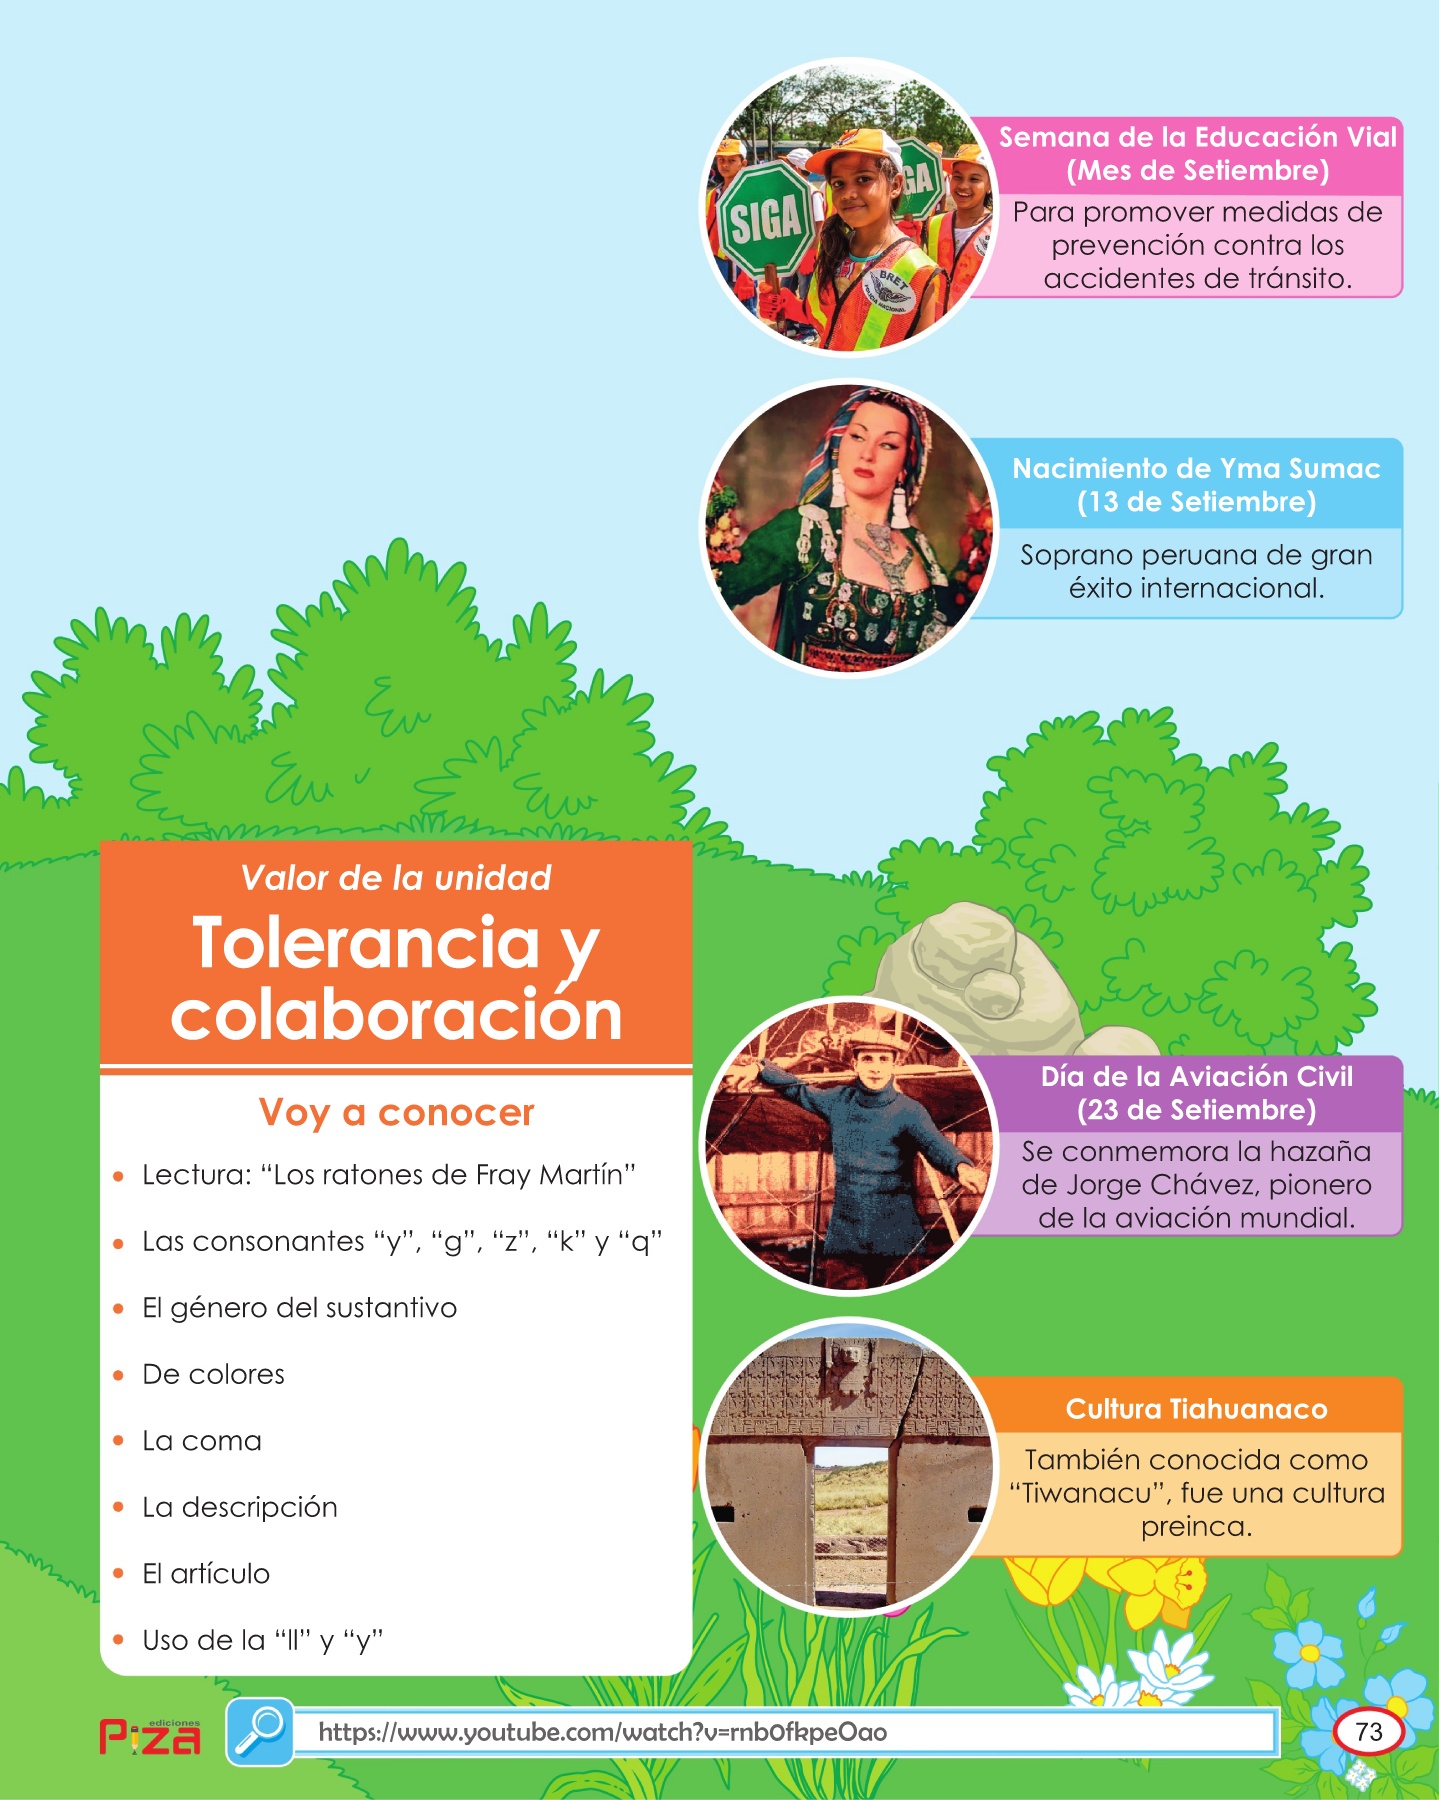 SIGA
GA
BRET
POLICIA NACIONAL
Semana de la Educación Vial
(Mes de Setiembre)
Para promover medidas de
prevención contra los
accidentes de tránsito.
Nacimiento de Yma Sumac
(13 de Setiembre)
Soprano peruana de gran
éxito internacional.
Valor de la unidad
Tolerancia y
colaboración
Voy a conocer
• Lectura: “Los ratones de Fray Martín”
• Las consonantes “y”, “g”, “z”, “k” y “q”
• El género del sustantivo
• De colores
• La coma
• La descripción
• El artículo
• Uso de la “ll” y “y”
Día de la Aviación Civil
(23 de Setiembre)
Se conmemora la hazaña
de Jorge Chávez, pionero
de la aviación mundial.
Cultura Tiahuanaco
También conocida como
“Tiwanacu”, fue una cultura
preinca.
ediciones
Piza
https://www.youtube.com/watch?v=rnb0fkpeOao
73